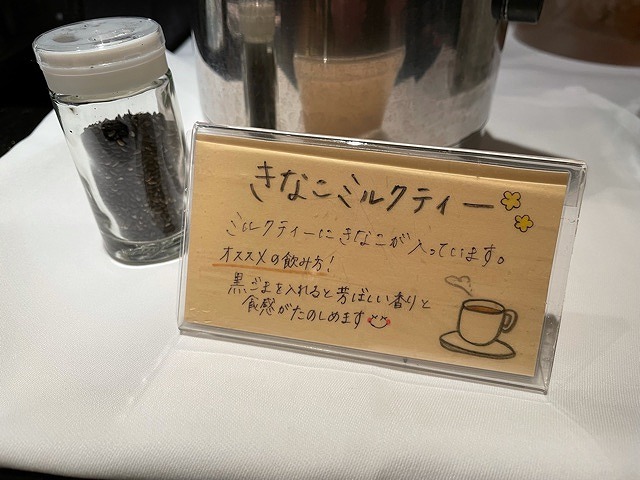 きなこミルクティー
ミルクティーにきなこが入っています。
オススメの飲み方!
黒ごまを入れると芳ばしい香りと
食感がたのしめます